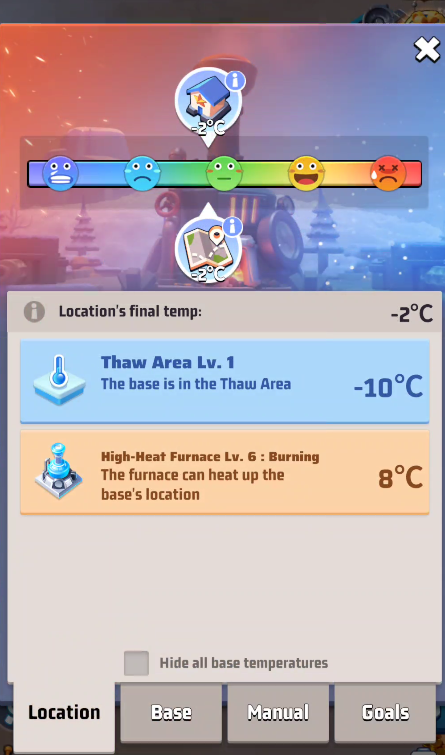 -2°C
-2°C
Location's final temp:
-2°C
Thaw Area Lv. 1
The base is in the Thaw Area
-10°C
High-Heat Furnace Lv. 6 : Burning
The furnace can heat up the
base's location
8°C
Hide all base temperatures
Location
Base
Manual
Goals